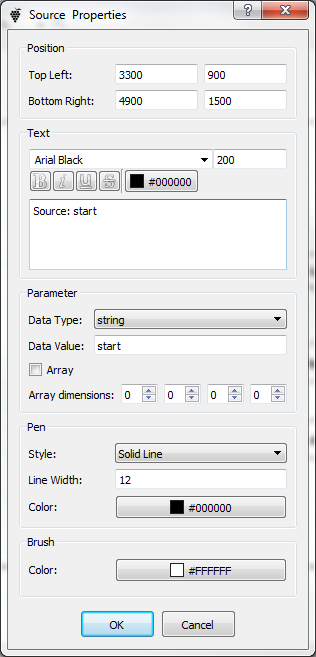 Source Properties
?
Position
Top Left: 3300 900
Bottom Right: 4900 1500
Text
Arial Black 200
B i U S #000000
Source: start
Parameter
Data Type: string
Data Value: start
Array
Array dimensions: 0 0 0 0
Pen
Style: Solid Line
Line Width: 12
Color: #000000
Brush
Color: #FFFFFF
OK Cancel